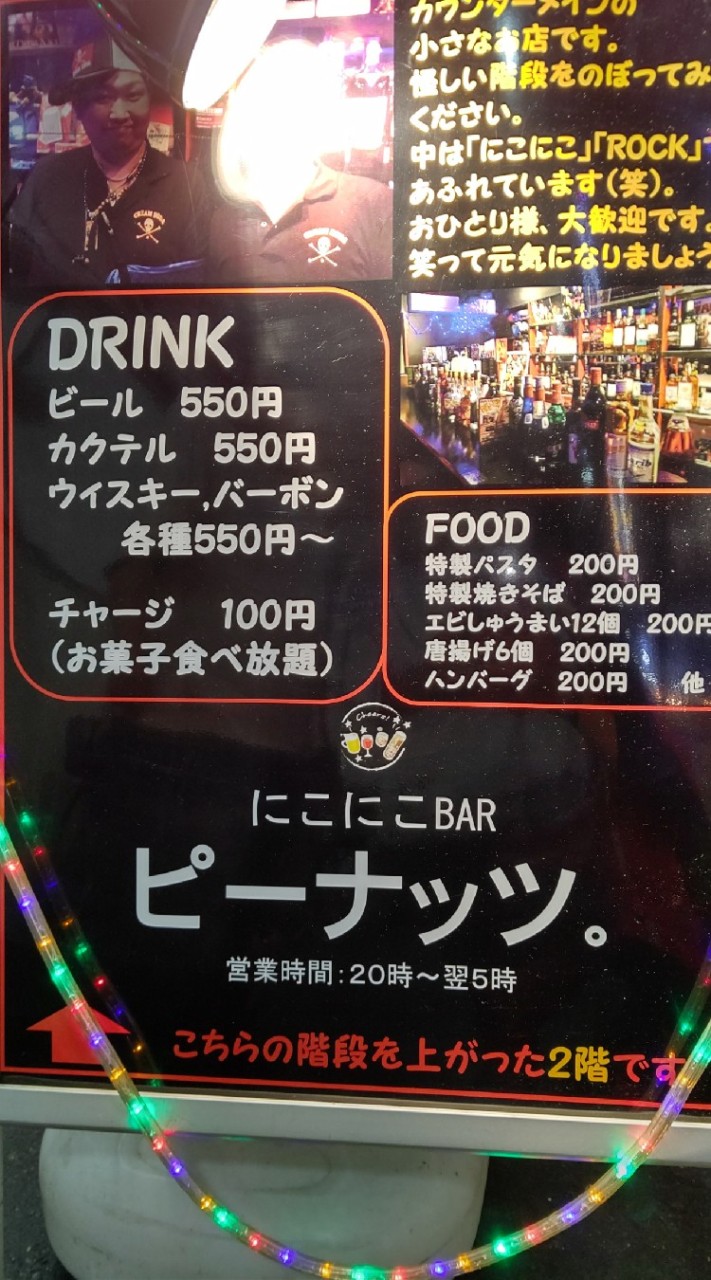 カウンターメインの
小さなお店です。
怪しい階段をのぼってみ
ください。
中は「にこにこ」「ROCK」
あふれています(笑)。
おひとり様、大歓迎です。
笑って元気になりましょう
DRINK
ビール 550円
カクテル 550円
ウィスキー,バーボン
各種550円〜
チャージ 100円
(お菓子食べ放題)
FOOD
特製パスタ 200円
特製焼きそば 200円
エビしゅうまい12個 200円
唐揚げ6個 200円
ハンバーグ 200円 他
Cheers!
にこにこBAR
ピーナッツ。
営業時間:20時〜翌5時
こちらの階段を上がった2階です